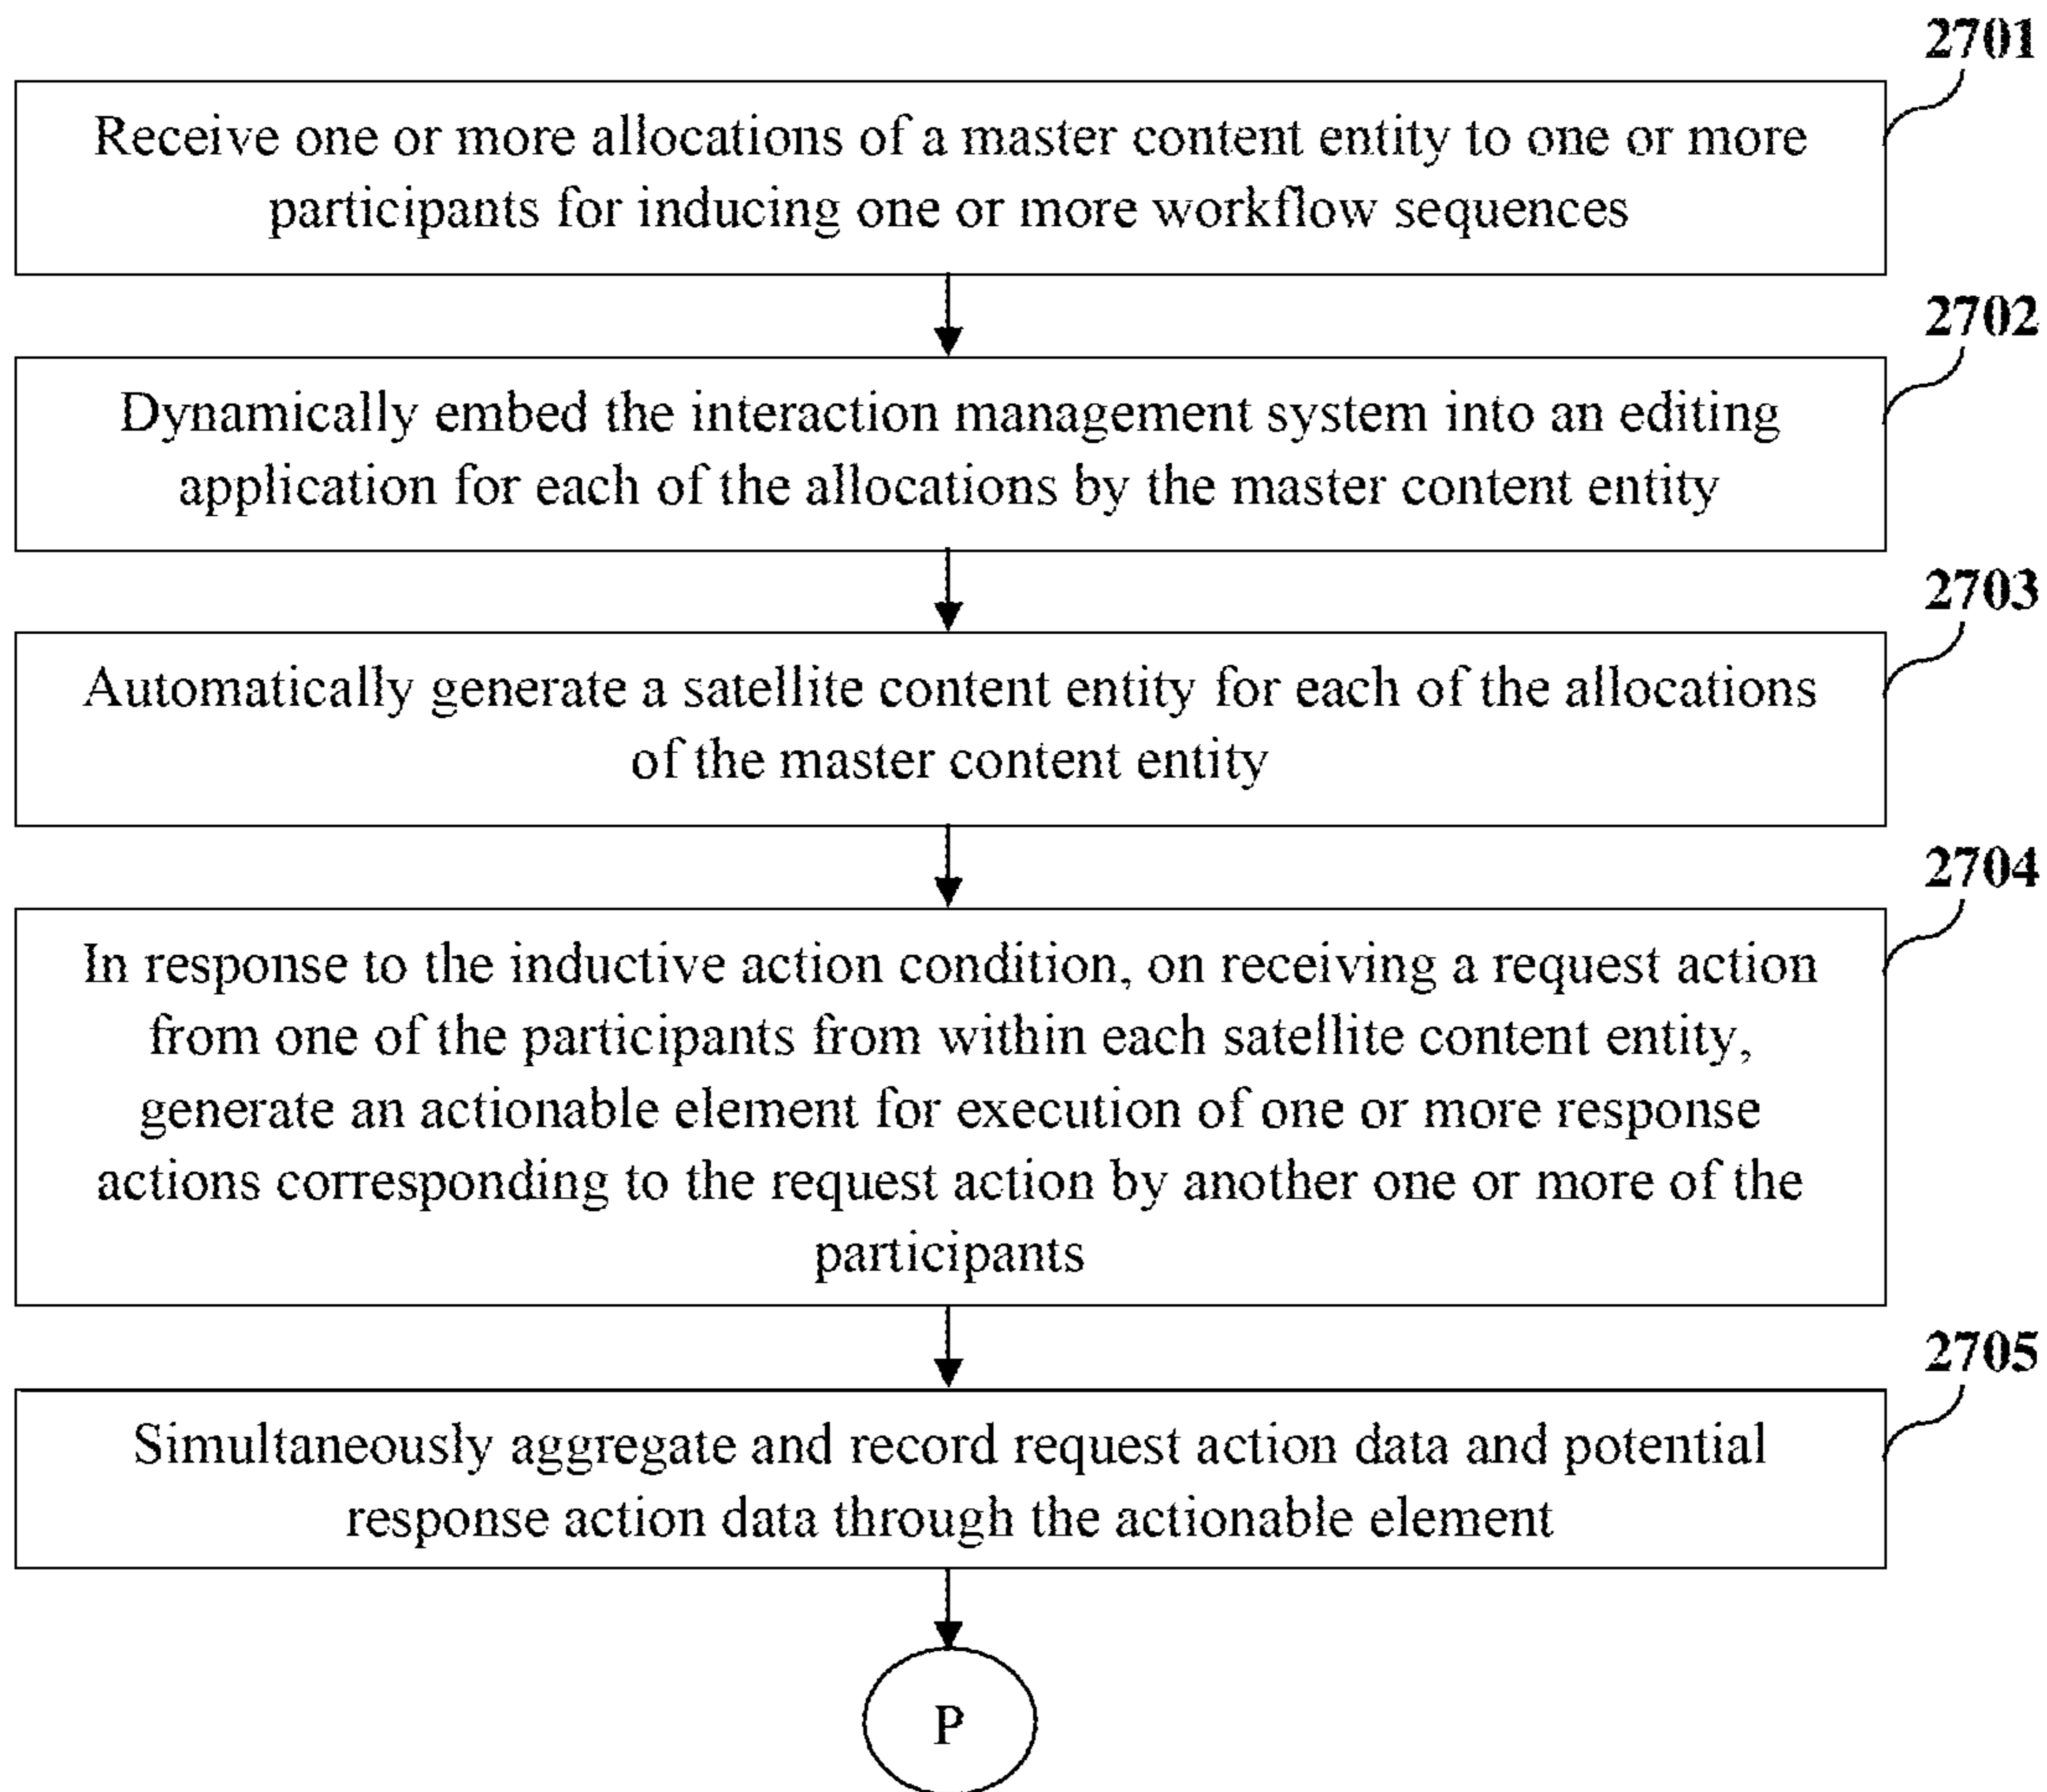 2701
Receive one or more allocations of a master content entity to one or more
participants for inducing one or more workflow sequences
2702
Dynamically embed the interaction management system into an editing
application for each of the allocations by the master content entity
2703
Automatically generate a satellite content entity for each of the allocations
of the master content entity
2704
In response to the inductive action condition, on receiving a request action
from one of the participants from within each satellite content entity,
generate an actionable element for execution of one or more response
actions corresponding to the request action by another one or more of the
participants
2705
Simultaneously aggregate and record request action data and potential
response action data through the actionable element
P